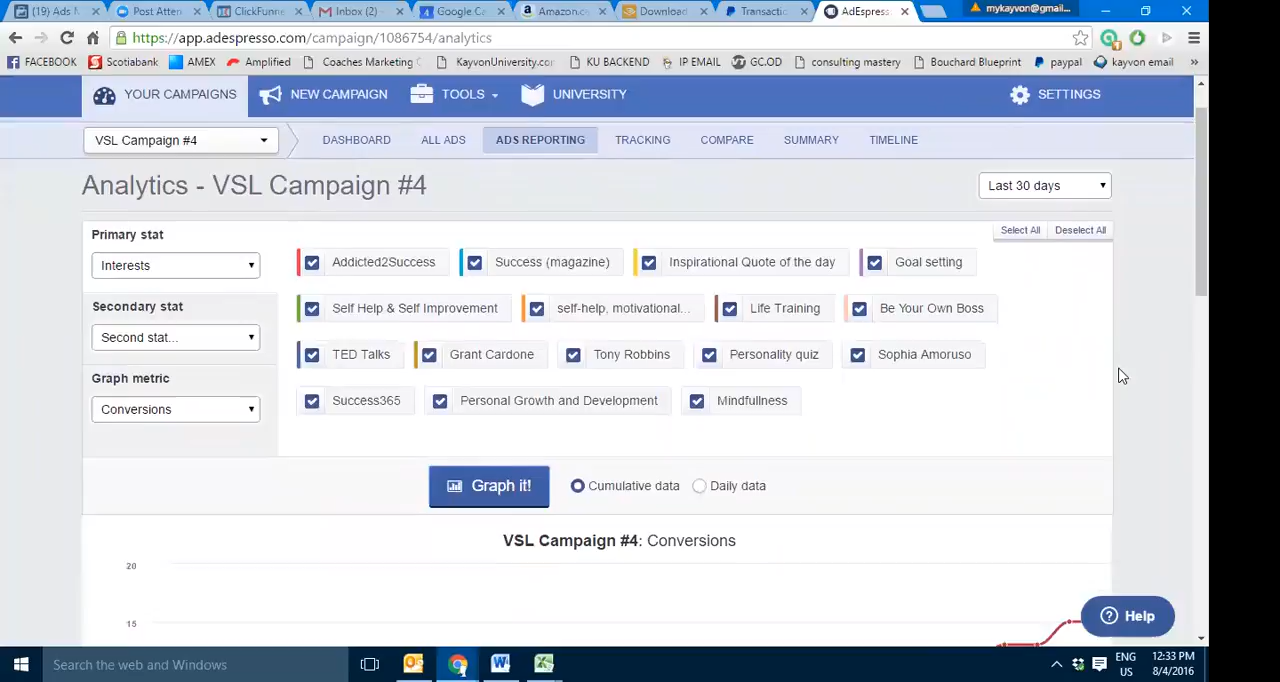 (19) Ads M
Post Atten
ClickFunne
Inbox (2) -
Google Ca
Amazon.c
Download
Transactic
AdEspress
mykayvon@gmail...
https://app.adespresso.com/campaign/1086754/analytics
FACEBOOK
Scotiabank
AMEX
Amplified
Coaches Marketing C
KayvonUniversity.con
KU BACKEND
IP EMAIL
GC.OD
consulting mastery
Bouchard Blueprint
paypal
kayvon email
»
YOUR CAMPAIGNS
NEW CAMPAIGN
TOOLS
UNIVERSITY
SETTINGS
VSL Campaign #4
DASHBOARD
ALL ADS
ADS REPORTING
TRACKING
COMPARE
SUMMARY
TIMELINE
Analytics - VSL Campaign #4
Last 30 days
Primary stat
Select All
Deselect All
Interests
Addicted2Success
Success (magazine)
Inspirational Quote of the day
Goal setting
Secondary stat
Self Help & Self Improvement
self-help, motivational...
Life Training
Be Your Own Boss
Second stat...
TED Talks
Grant Cardone
Tony Robbins
Personality quiz
Sophia Amoruso
Graph metric
Conversions
Success365
Personal Growth and Development
Mindfullness
Graph it!
Cumulative data
Daily data
VSL Campaign #4: Conversions
20
15
Help
Search the web and Windows
ENG
US
12:33 PM
8/4/2016